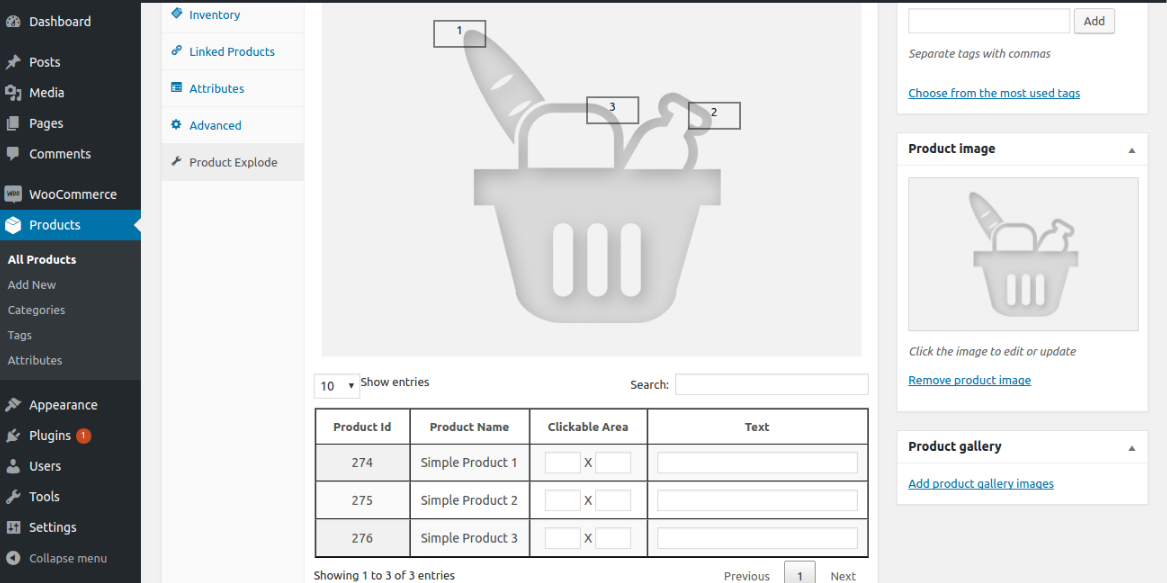 Dashboard
Posts
Media
Pages
Comments
WOO WooCommerce
Products
All Products
Add New
Categories
Tags
Attributes
Appearance
Plugins 1
Users
Tools
Settings
Collapse menu
Inventory
Linked Products
Attributes
Advanced
Product Explode
1
3
2
10 Show entries
Search:
Product Id Product Name Clickable Area Text
274 Simple Product 1 X
275 Simple Product 2 X
276 Simple Product 3 X
Showing 1 to 3 of 3 entries
Previous 1 Next
Add
Separate tags with commas
Choose from the most used tags
Product image
Click the image to edit or update
Remove product image
Product gallery
Add product gallery images